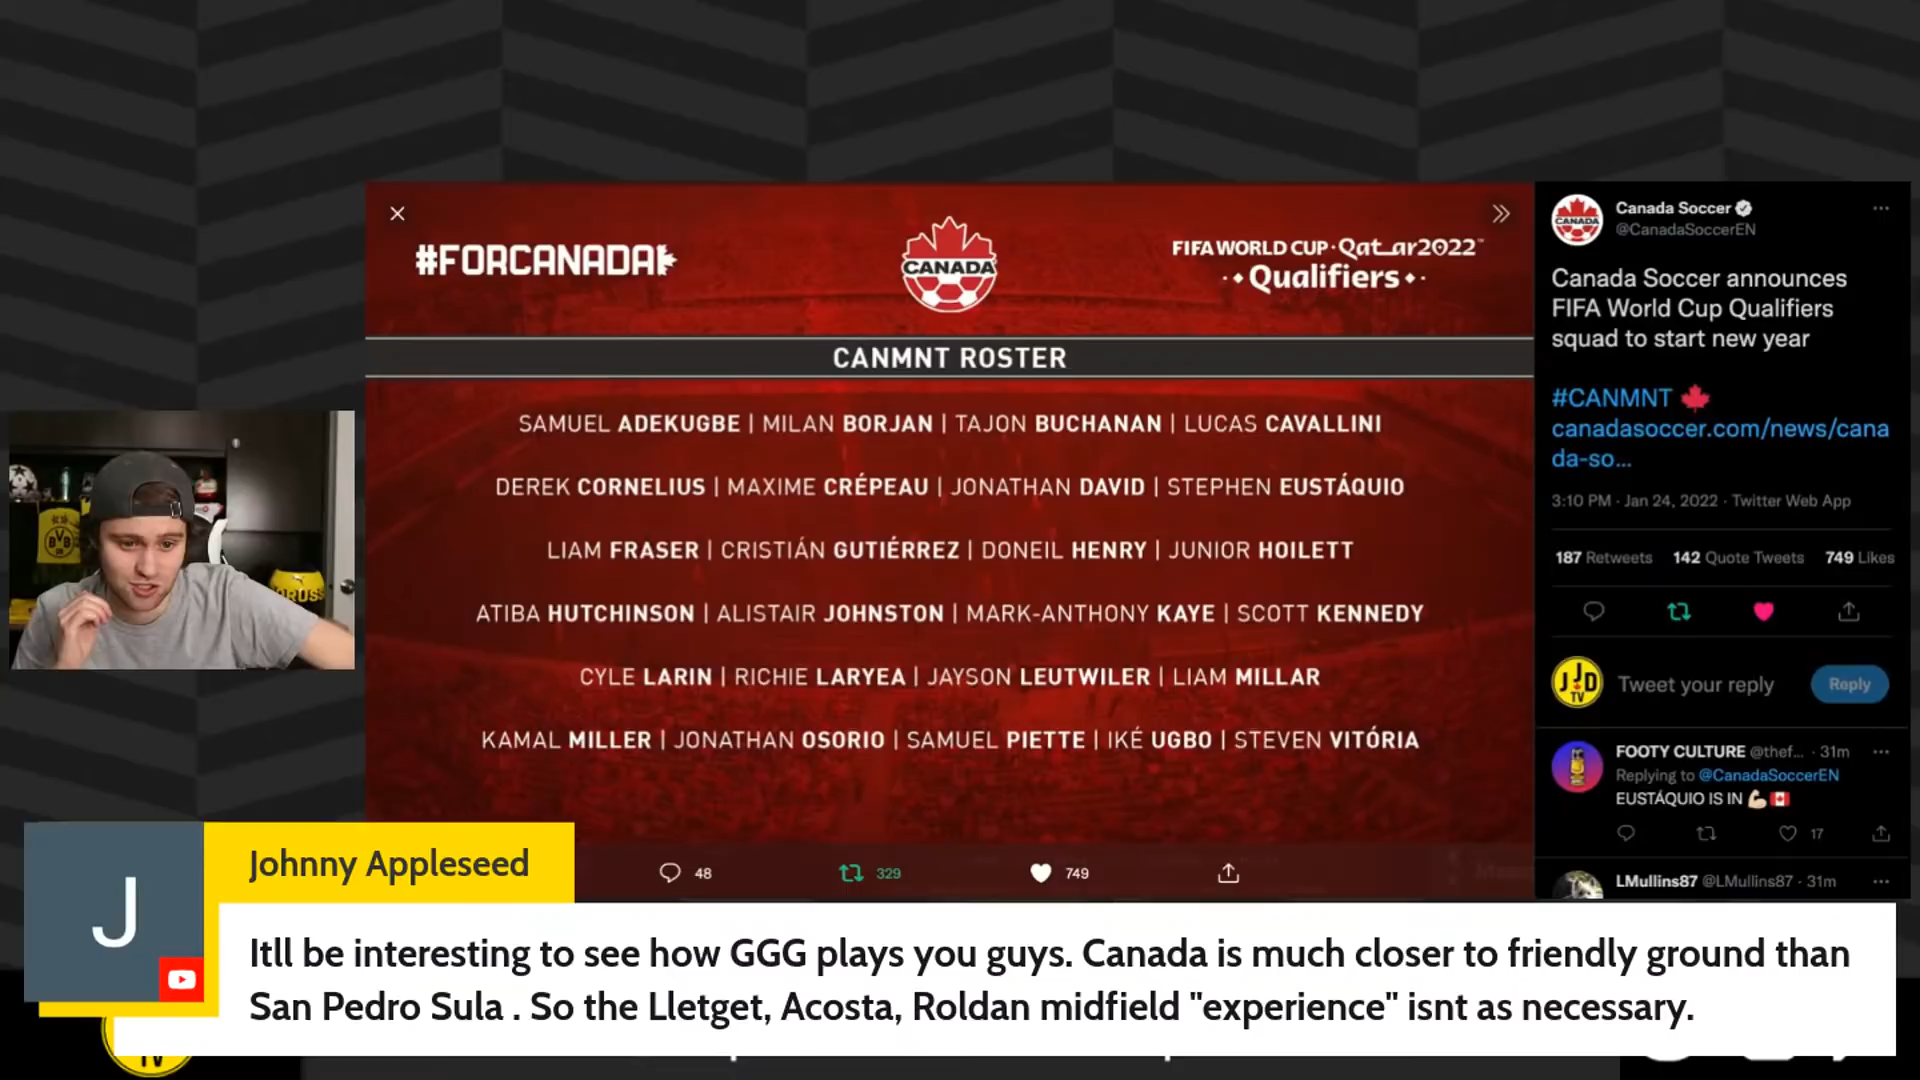 #FORCANADA
CANADA
FIFA WORLD CUP · Qatar2022™
Qualifiers
CANMNT ROSTER
SAMUEL ADEKUGBE | MILAN BORJAN | TAJON BUCHANAN | LUCAS CAVALLINI
DEREK CORNELIUS | MAXIME CRÉPEAU | JONATHAN DAVID | STEPHEN EUSTÁQUIO
LIAM FRASER | CRISTIÁN GUTIÉRREZ | DONEIL HENRY | JUNIOR HOILETT
ATIBA HUTCHINSON | ALISTAIR JOHNSTON | MARK-ANTHONY KAYE | SCOTT KENNEDY
CYLE LARIN | RICHIE LARYEA | JAYSON LEUTWILER | LIAM MILLAR
KAMAL MILLER | JONATHAN OSORIO | SAMUEL PIETTE | IKÉ UGBO | STEVEN VITÓRIA
48 329 749
CANADA
Canada Soccer
@CanadaSoccerEN
Canada Soccer announces
FIFA World Cup Qualifiers
squad to start new year
#CANMNT
canadasoccer.com/news/cana
da-so...
3:10 PM · Jan 24, 2022 · Twitter Web App
187 Retweets 142 Quote Tweets 749 Likes
JJD
TV
Tweet your reply
Reply
FOOTY CULTURE @thef... · 31m
Replying to @CanadaSoccerEN
EUSTÁQUIO IS IN
17
LMullins87 @LMullins87 · 31m
BVB
J
Johnny Appleseed
Itll be interesting to see how GGG plays you guys. Canada is much closer to friendly ground than
San Pedro Sula . So the Lletget, Acosta, Roldan midfield "experience" isnt as necessary.
TV